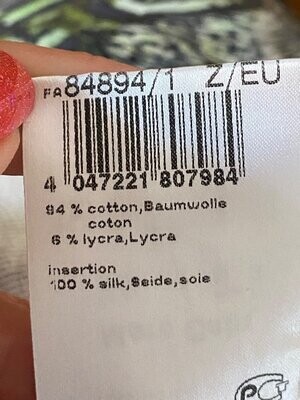 FA 84894/1 Z/EU
4 047221 807984
94 % cotton,Baumwolle
coton
6 % lycra,Lycra
insertion
100 % silk,Seide,soie